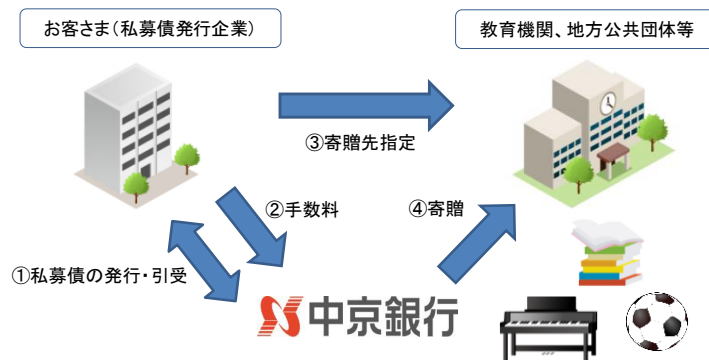 お客さま（私募債発行企業）
教育機関、地方公共団体等
③寄贈先指定
②手数料
④寄贈
①私募債の発行・引受
中京銀行